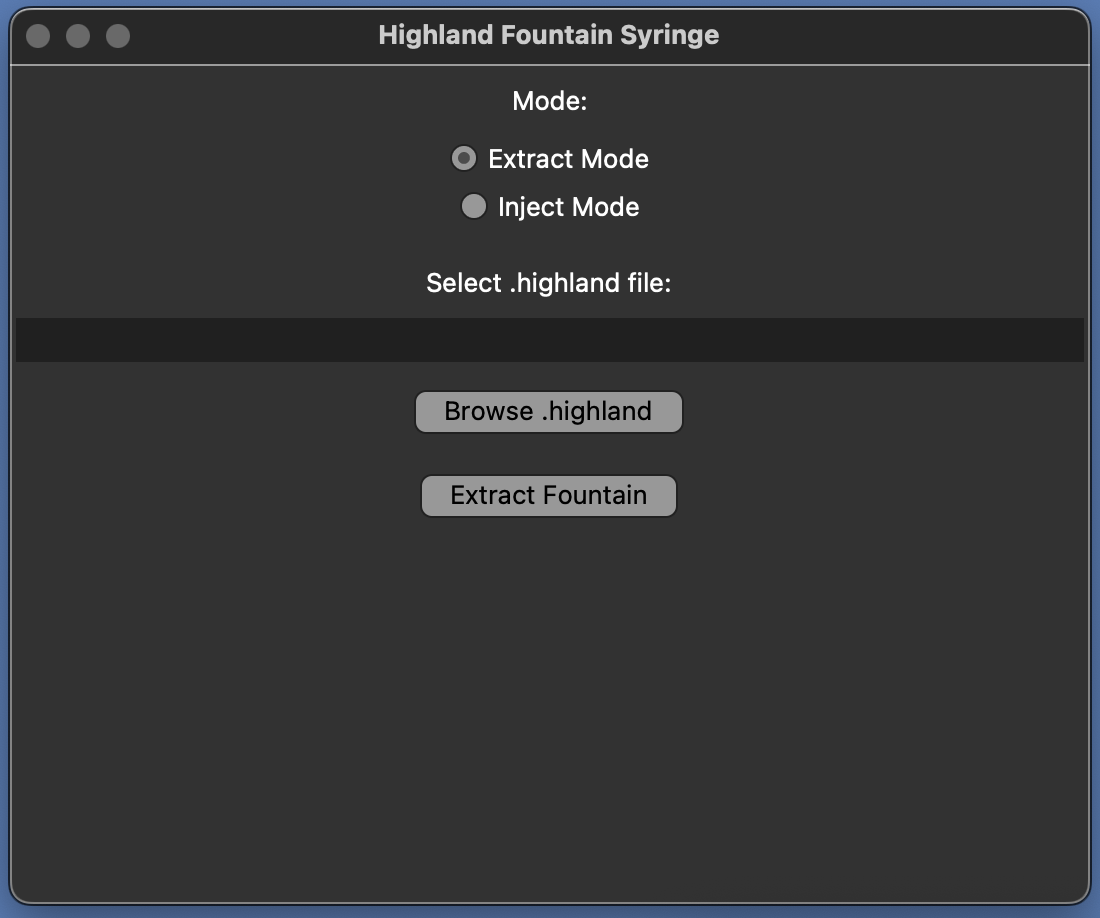 Highland Fountain Syringe
Mode:
Extract Mode
Inject Mode
Select .highland file:
Browse .highland
Extract Fountain